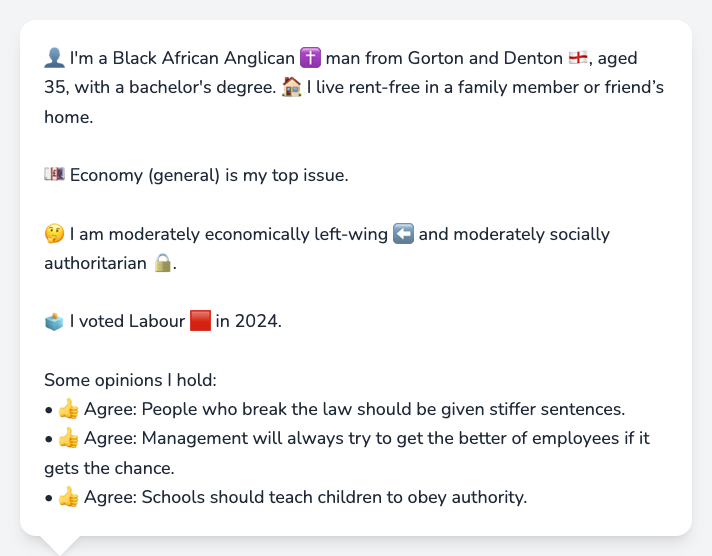 👤 I'm a Black African Anglican ✝️ man from Gorton and Denton 🏴󠁧󠁢󠁥󠁮󠁧󠁿, aged
35, with a bachelor's degree. 🏠 I live rent-free in a family member or friend’s
home.
💷 Economy (general) is my top issue.
🤔 I am moderately economically left-wing ⬅️ and moderately socially
authoritarian 🔒.
🗳️ I voted Labour 🟥 in 2024.
Some opinions I hold:
• 👍 Agree: People who break the law should be given stiffer sentences.
• 👍 Agree: Management will always try to get the better of employees if it
gets the chance.
• 👍 Agree: Schools should teach children to obey authority.